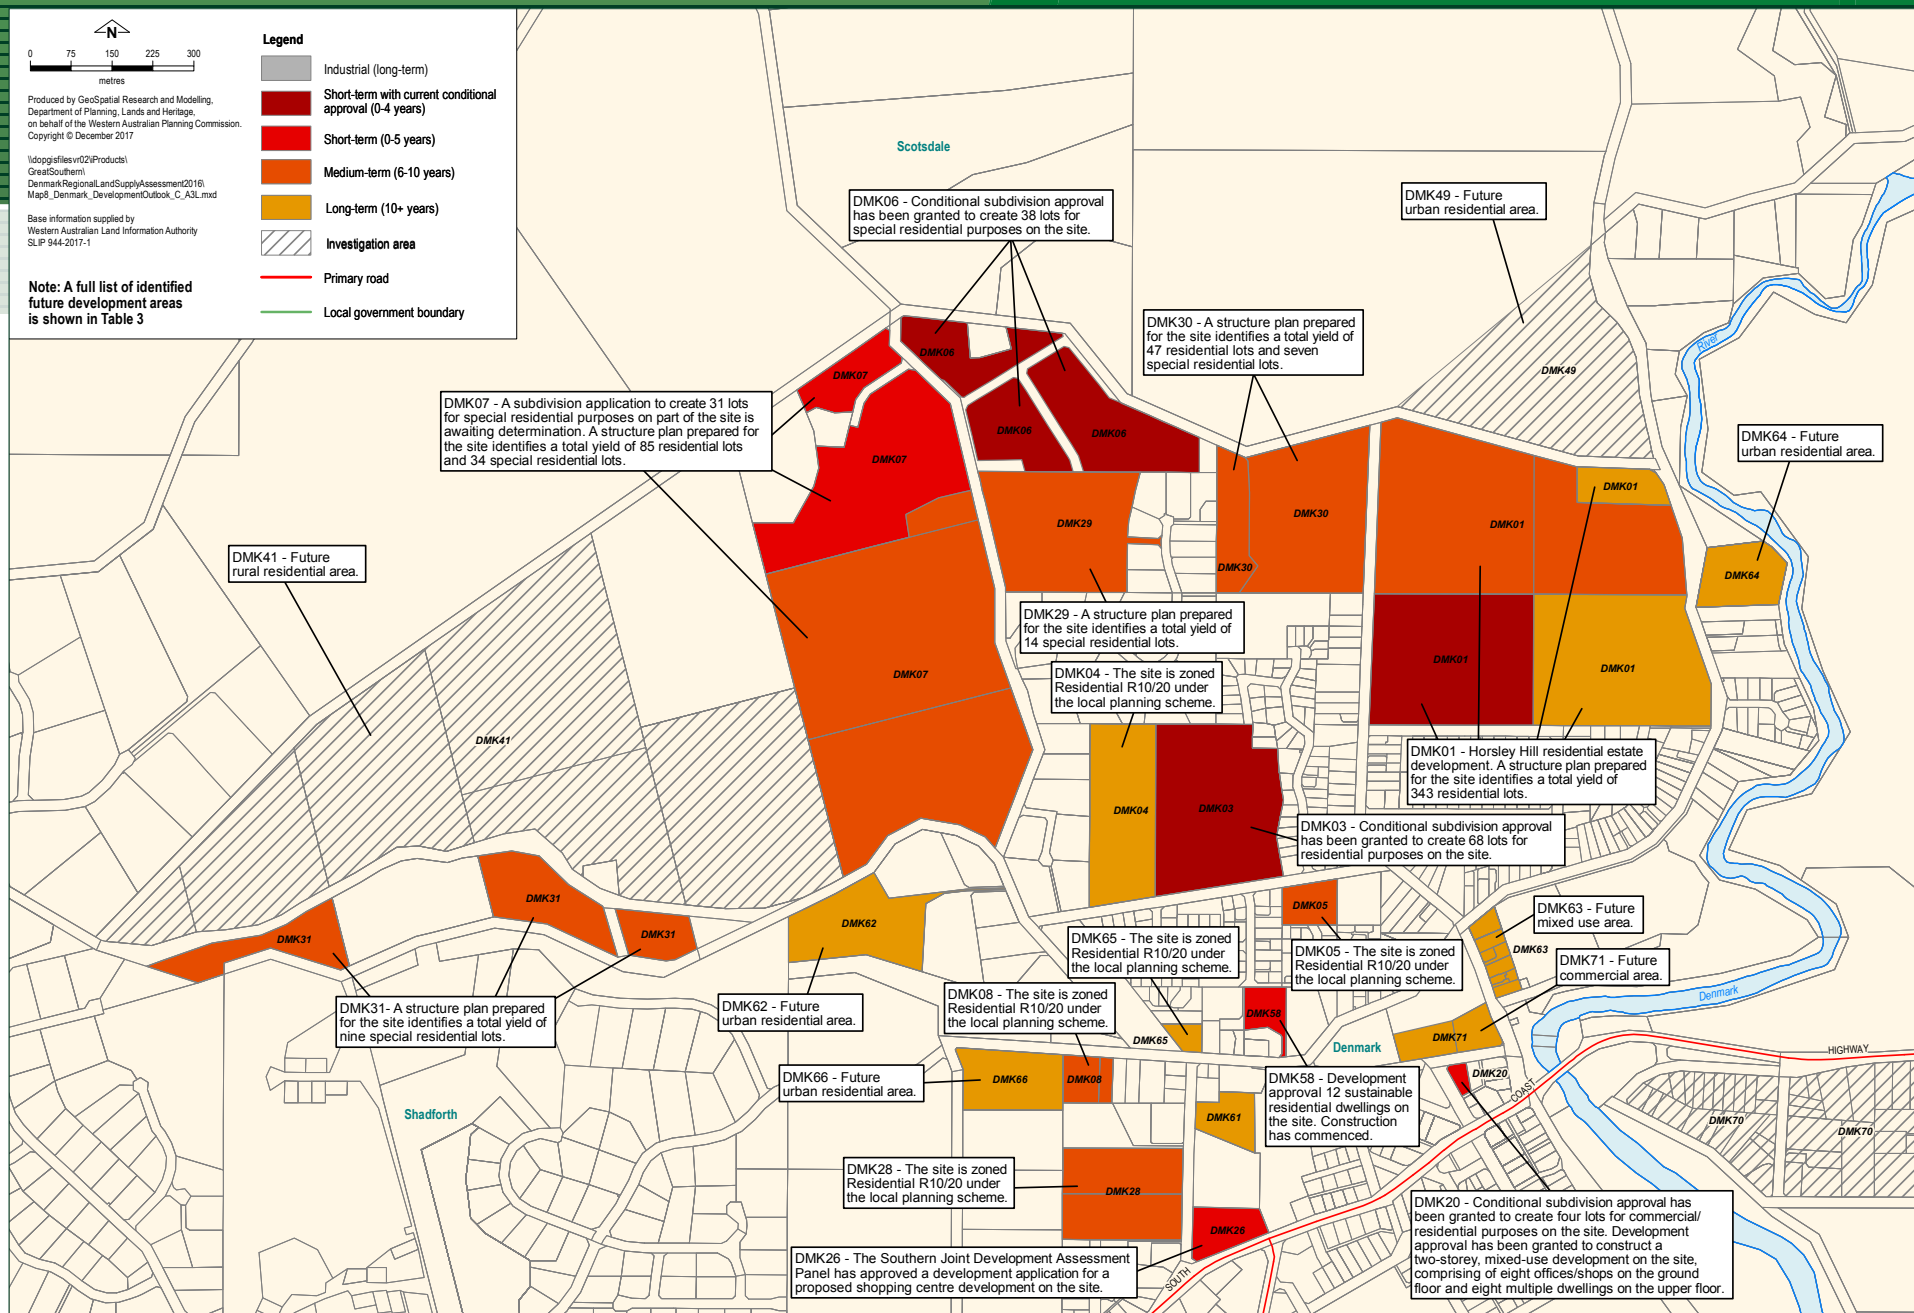 N
0 75 150 225 300
metres
Produced by GeoSpatial Research and Modelling,
Department of Planning, Lands and Heritage,
on behalf of the Western Australian Planning Commission.
Copyright © December 2017
\\dopgisfilesvr02\Products\
GreatSouthern\
DenmarkRegionalLandSupplyAssessment2016\
Map8_Denmark_DevelopmentOutlook_C_A3L.mxd
Base information supplied by
Western Australian Land Information Authority
SLIP 944-2017-1
Note: A full list of identified
future development areas
is shown in Table 3
Legend
Industrial (long-term)
Short-term with current conditional
approval (0-4 years)
Short-term (0-5 years)
Medium-term (6-10 years)
Long-term (10+ years)
Investigation area
Primary road
Local government boundary
Scotsdale
DMK06 - Conditional subdivision approval
has been granted to create 38 lots for
special residential purposes on the site.
DMK49 - Future
urban residential area.
DMK30 - A structure plan prepared
for the site identifies a total yield of
47 residential lots and seven
special residential lots.
River
DMK06
DMK07
DMK49
DMK07 - A subdivision application to create 31 lots
for special residential purposes on part of the site is
awaiting determination. A structure plan prepared for
the site identifies a total yield of 85 residential lots
and 34 special residential lots.
DMK06
DMK06
DMK07
DMK64 - Future
urban residential area.
DMK01
DMK29
DMK30
DMK01
DMK41 - Future
rural residential area.
DMK30
DMK64
DMK29 - A structure plan prepared
for the site identifies a total yield of
14 special residential lots.
DMK01
DMK01
DMK07
DMK04 - The site is zoned
Residential R10/20 under
the local planning scheme.
DMK41
DMK01 - Horsley Hill residential estate
development. A structure plan prepared
for the site identifies a total yield of
343 residential lots.
DMK04
DMK03
DMK03 - Conditional subdivision approval
has been granted to create 68 lots for
residential purposes on the site.
DMK31
DMK05
DMK62
DMK31
DMK31
DMK63 - Future
mixed use area.
DMK63
DMK65 - The site is zoned
Residential R10/20 under
the local planning scheme.
DMK05 - The site is zoned
Residential R10/20 under
the local planning scheme.
DMK71 - Future
commercial area.
Denmark
DMK31- A structure plan prepared
for the site identifies a total yield of
nine special residential lots.
DMK62 - Future
urban residential area.
DMK08 - The site is zoned
Residential R10/20 under
the local planning scheme.
DMK58
DMK65
Denmark
DMK71
HIGHWAY
DMK66 - Future
urban residential area.
DMK66
DMK08
DMK20
COAST
DMK58 - Development
approval 12 sustainable
residential dwellings on
the site. Construction
has commenced.
DMK61
Shadforth
DMK70
DMK70
DMK28 - The site is zoned
Residential R10/20 under
the local planning scheme.
DMK28
DMK26
DMK20 - Conditional subdivision approval has
been granted to create four lots for commercial/
residential purposes on the site. Development
approval has been granted to construct a
two-storey, mixed-use development on the site,
comprising of eight offices/shops on the ground
floor and eight multiple dwellings on the upper floor.
DMK26 - The Southern Joint Development Assessment
Panel has approved a development application for a
proposed shopping centre development on the site.
SOUTH